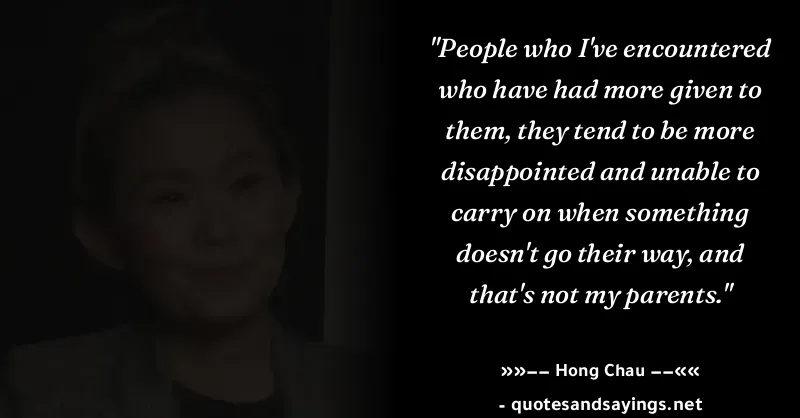 "People who I've encountered
who have had more given to
them, they tend to be more
disappointed and unable to
carry on when something
doesn't go their way, and
that's not my parents."
»»–– Hong Chau ––««
- quotesandsayings.net